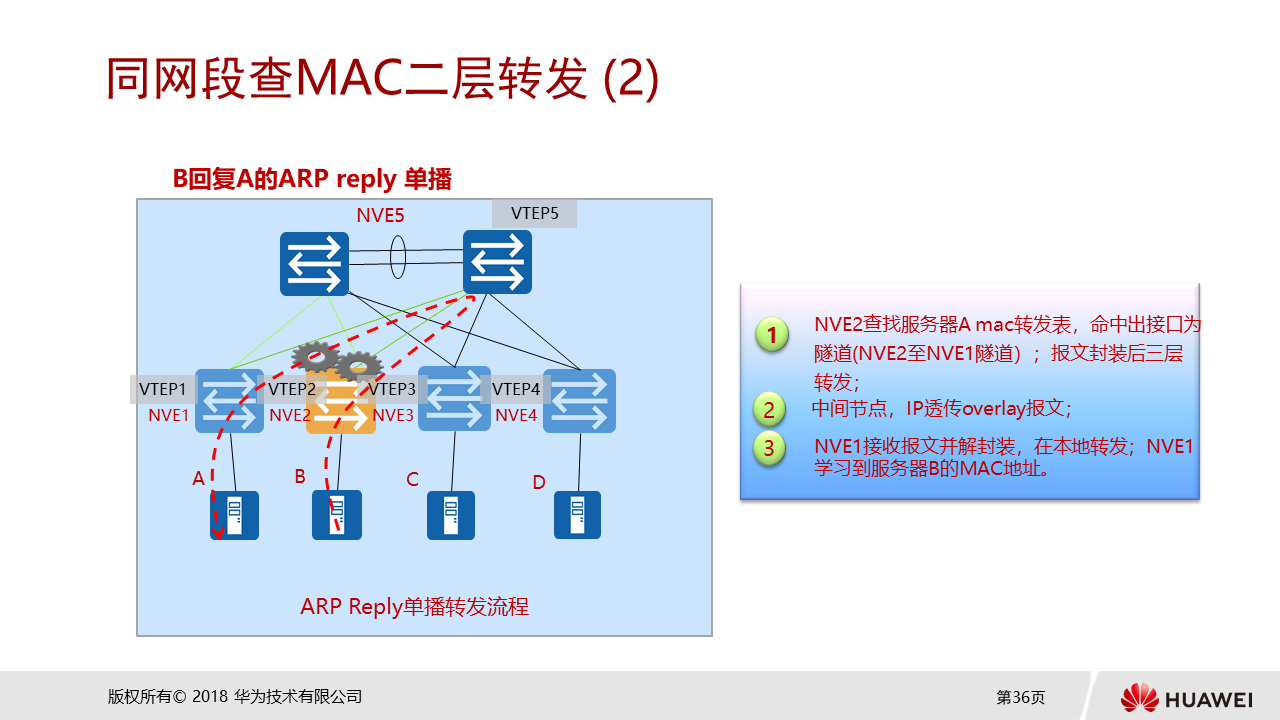 同网段查MAC二层转发 (2)
B回复A的ARP reply 单播
NVE5
VTEP5
VTEP1
VTEP2
VTEP3
VTEP4
NVE1
NVE2
NVE3
NVE4
A
B
C
D
ARP Reply单播转发流程
1
NVE2查找服务器A mac转发表，命中出接口为
隧道(NVE2至NVE1隧道）；报文封装后三层
转发；
2
中间节点，IP透传overlay报文；
3
NVE1接收报文并解封装，在本地转发；NVE1
学习到服务器B的MAC地址。
版权所有© 2018 华为技术有限公司
第36页
HUAWEI